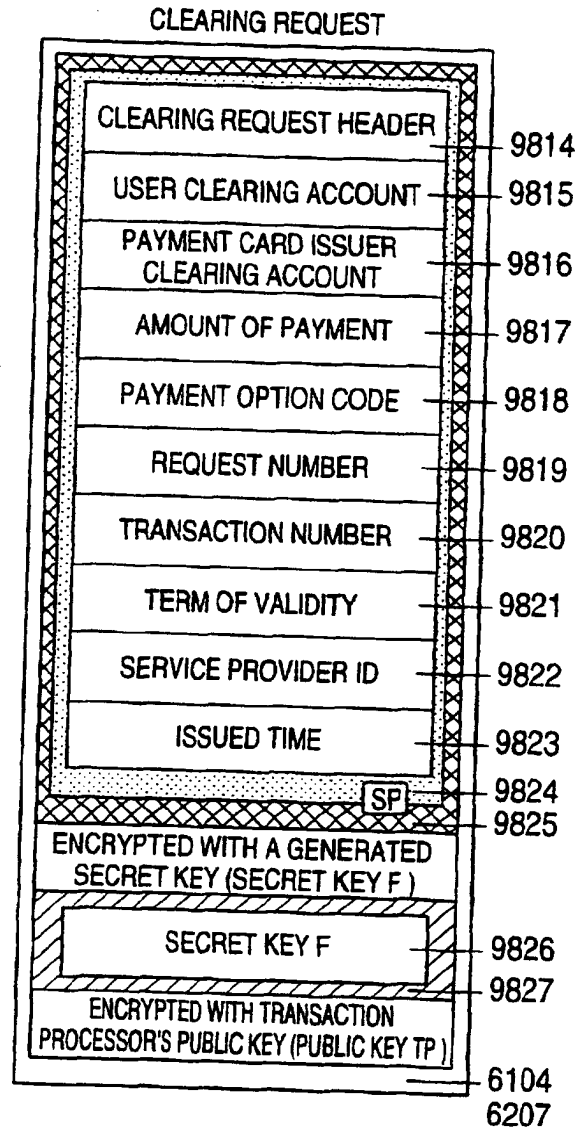 CLEARING REQUEST
CLEARING REQUEST HEADER
9814
USER CLEARING ACCOUNT
9815
PAYMENT CARD ISSUER
CLEARING ACCOUNT
9816
AMOUNT OF PAYMENT
9817
PAYMENT OPTION CODE
9818
REQUEST NUMBER
9819
TRANSACTION NUMBER
9820
TERM OF VALIDITY
9821
SERVICE PROVIDER ID
9822
ISSUED TIME
9823
SP
9824
9825
ENCRYPTED WITH A GENERATED
SECRET KEY (SECRET KEY F)
SECRET KEY F
9826
9827
ENCRYPTED WITH TRANSACTION
PROCESSOR'S PUBLIC KEY (PUBLIC KEY TP)
6104
6207